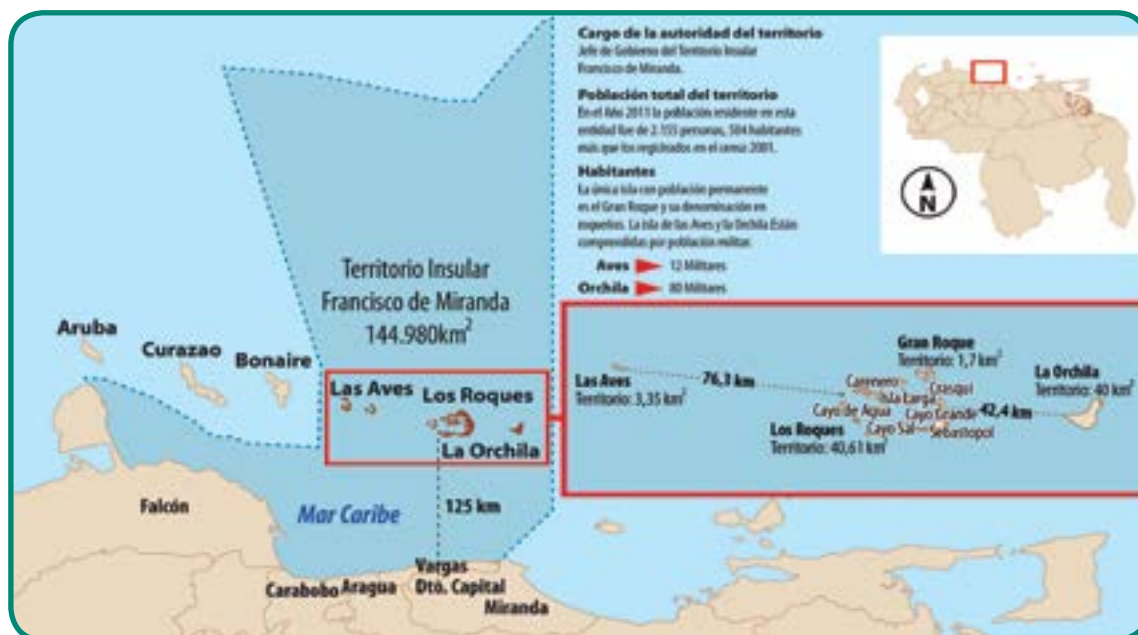 Cargo de la autoridad del territorio
Jefe de Gobierno del Territorio Insular
Francisco de Miranda.
Población total del territorio
En el Año 2011 la población residente en esta
entidad fue de 2.155 personas, 504 habitantes
más que los registrados en el censo 2001.
Habitantes
La única isla con población permanente
es el Gran Roque y su denominación en
roqueños. La isla de las Aves y la Orchila Están
comprendidas por población militar.
Aves 12 Militares
Orchila 80 Militares
N
Territorio Insular
Francisco de Miranda
144.980km²
Aruba
Curazao
Bonaire
Las Aves
Los Roques
La Orchila
125 km
Mar Caribe
Falcón
Carabobo
Aragua
Vargas
Dto. Capital
Miranda
Las Aves
Territorio: 3,35 km²
76,3 km
Gran Roque
Territorio: 1,7 km²
Carenero
Crasqui
Isla Larga
Cayo de Agua
Cayo Grande
Cayo Sal
Sebastopol
Los Roques
Territorio: 40,61 km²
42,4 km
La Orchila
Territorio: 40 km²